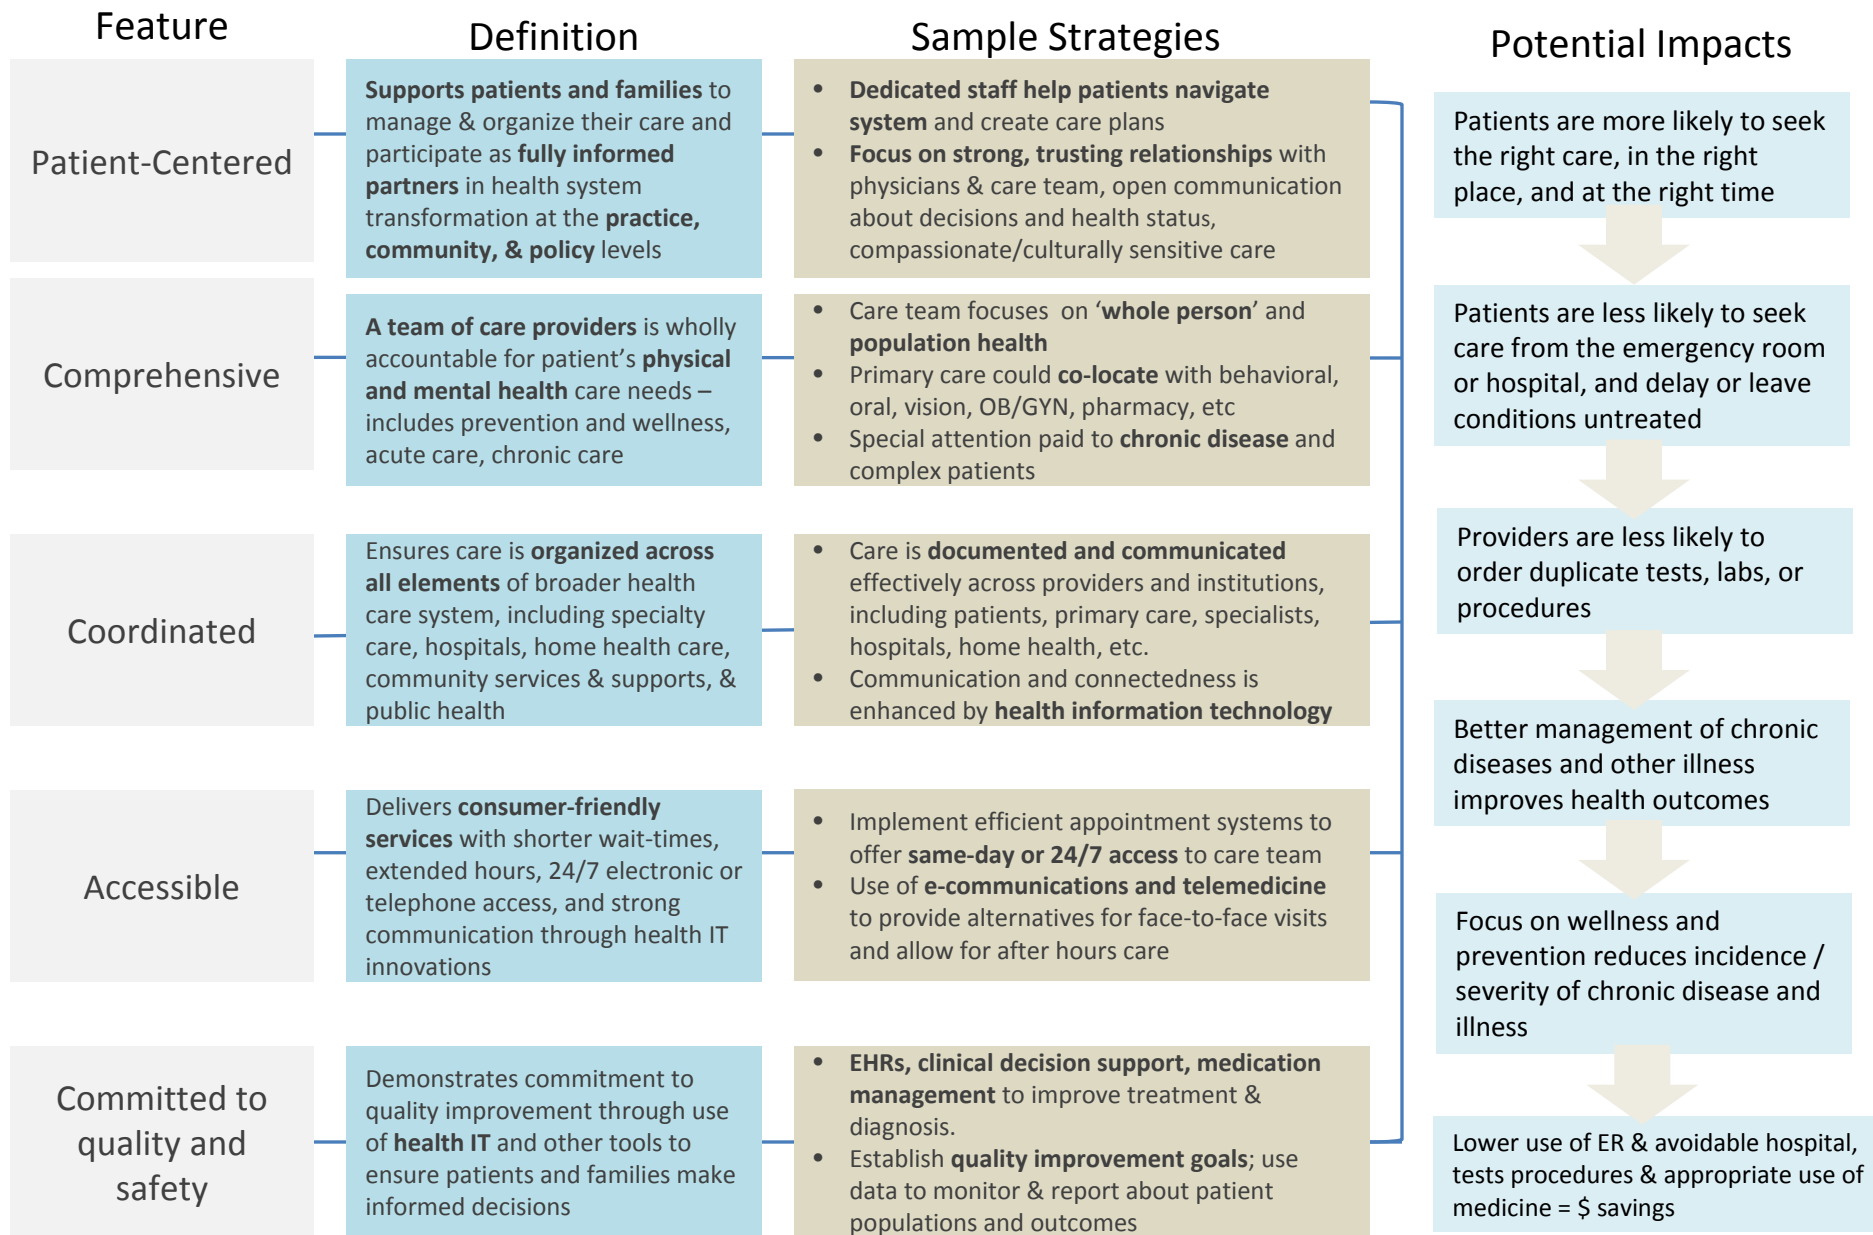 Feature
Definition
Sample Strategies
Potential Impacts
Patient-Centered
Supports patients and families to
manage & organize their care and
participate as fully informed
partners in health system
transformation at the practice,
community, & policy levels
• Dedicated staff help patients navigate
system and create care plans
• Focus on strong, trusting relationships with
physicians & care team, open communication
about decisions and health status,
compassionate/culturally sensitive care
Comprehensive
A team of care providers is wholly
accountable for patient's physical
and mental health care needs –
includes prevention and wellness,
acute care, chronic care
• Care team focuses on 'whole person' and
population health
• Primary care could co-locate with behavioral,
oral, vision, OB/GYN, pharmacy, etc
• Special attention paid to chronic disease and
complex patients
Coordinated
Ensures care is organized across
all elements of broader health
care system, including specialty
care, hospitals, home health care,
community services & supports, &
public health
• Care is documented and communicated
effectively across providers and institutions,
including patients, primary care, specialists,
hospitals, home health, etc.
• Communication and connectedness is
enhanced by health information technology
Accessible
Delivers consumer-friendly
services with shorter wait-times,
extended hours, 24/7 electronic or
telephone access, and strong
communication through health IT
innovations
• Implement efficient appointment systems to
offer same-day or 24/7 access to care team
• Use of e-communications and telemedicine
to provide alternatives for face-to-face visits
and allow for after hours care
Committed to
quality and
safety
Demonstrates commitment to
quality improvement through use
of health IT and other tools to
ensure patients and families make
informed decisions
• EHRs, clinical decision support, medication
management to improve treatment &
diagnosis.
• Establish quality improvement goals; use
data to monitor & report about patient
populations and outcomes
Patients are more likely to seek
the right care, in the right
place, and at the right time
Patients are less likely to seek
care from the emergency room
or hospital, and delay or leave
conditions untreated
Providers are less likely to
order duplicate tests, labs, or
procedures
Better management of chronic
diseases and other illness
improves health outcomes
Focus on wellness and
prevention reduces incidence /
severity of chronic disease and
illness
Lower use of ER & avoidable hospital,
tests procedures & appropriate use of
medicine = $ savings